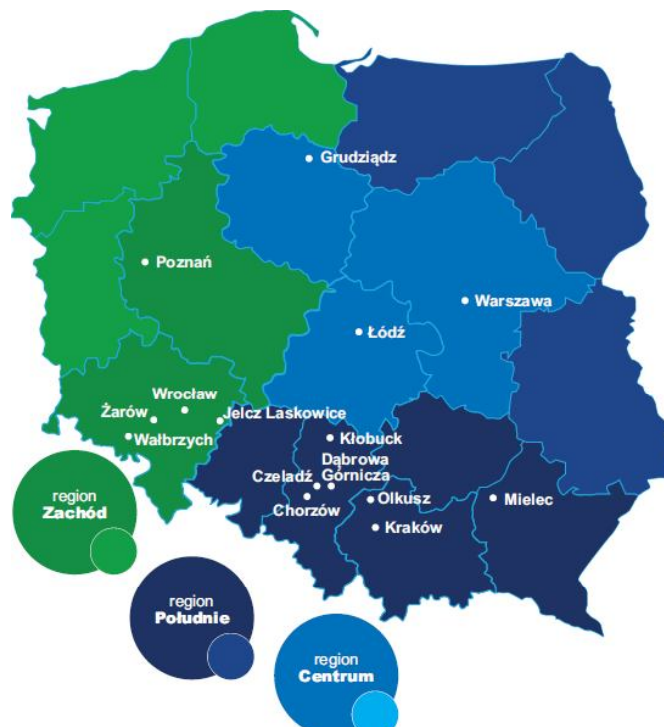 Grudziądz
Poznań
Warszawa
Łódź
Wrocław
Żarów
Jelcz Laskowice
Wałbrzych
Kłobuck
Dąbrowa
Górnicza
Czeladź
Chorzów
Olkusz
Mielec
Kraków
region
Zachód
region
Południe
region
Centrum